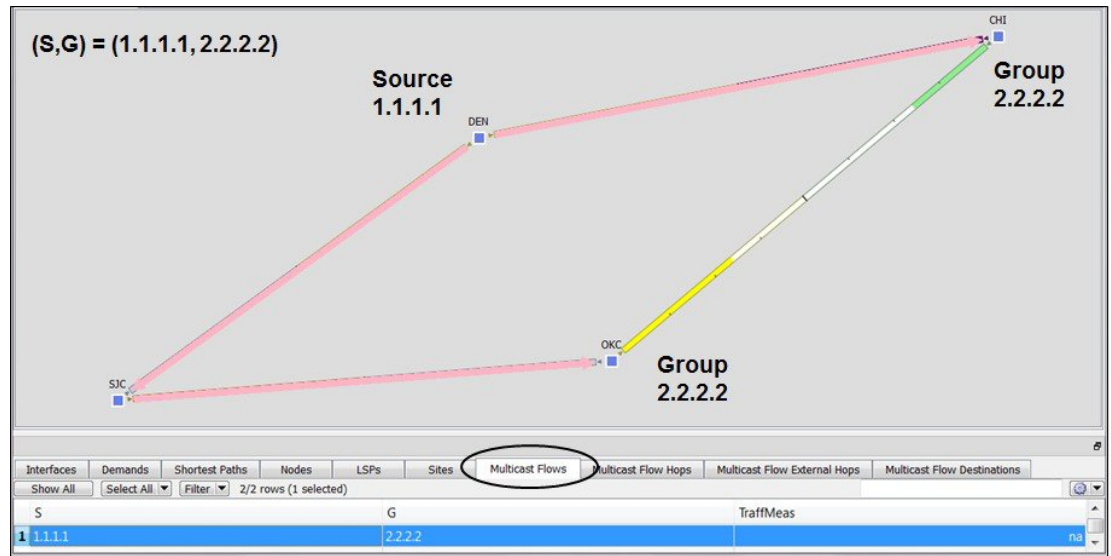 CHI
(S,G) = (1.1.1.1, 2.2.2.2)
Source
1.1.1.1
Group
2.2.2.2
DEN
OKC
Group
2.2.2.2
SJC
Interfaces Demands Shortest Paths Nodes LSPs Sites Multicast Flows Multicast Flow Hops Multicast Flow External Hops Multicast Flow Destinations
Show All Select All Filter 2/2 rows (1 selected)
S G TraffMeas
1 1.1.1.1 2.2.2.2 na